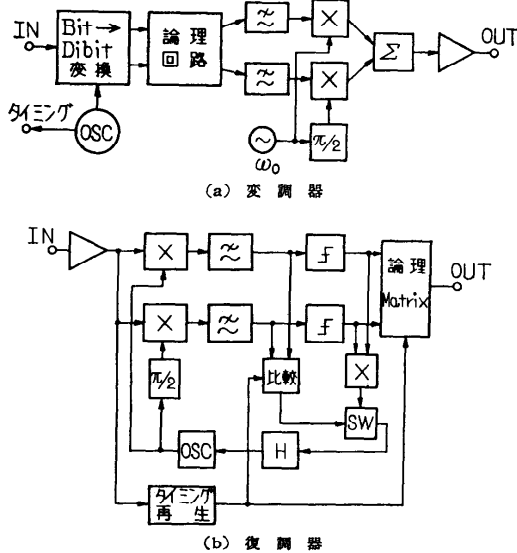 IN
Bit→
Dibit
変換
論理
回路
×
×
Σ
OUT
タイミング
OSC
ω₀
π/2
(a) 変調器
IN
×
×
π/2
比較
×
SW
OSC
H
論理
Matrix
OUT
タイミング
再生
(b) 復調器